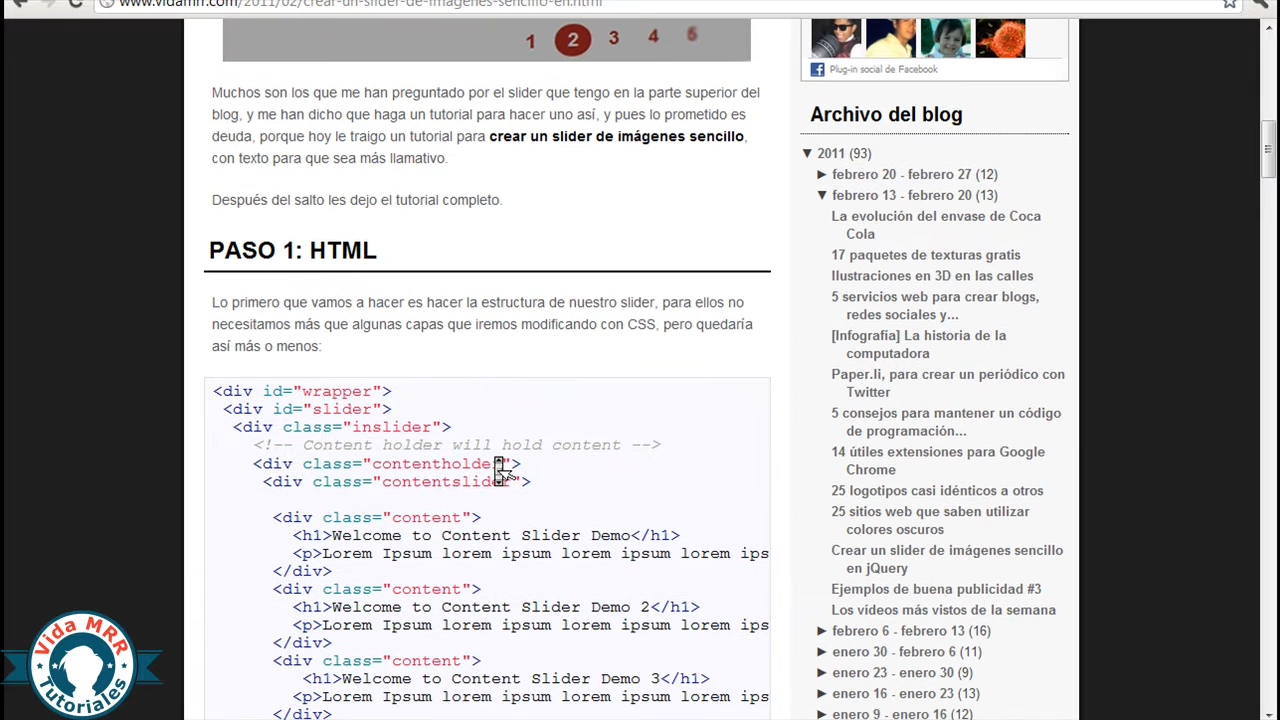 www.vidamrr.com/2011/02/crear-un-slider-de-imagenes-sencillo-en.html
1 2 3 4 5
Muchos son los que me han preguntado por el slider que tengo en la parte superior del
blog, y me han dicho que haga un tutorial para hacer uno así, y pues lo prometido es
deuda, porque hoy le traigo un tutorial para crear un slider de imágenes sencillo,
con texto para que sea más llamativo.
Después del salto les dejo el tutorial completo.
PASO 1: HTML
Lo primero que vamos a hacer es hacer la estructura de nuestro slider, para ellos no
necesitamos más que algunas capas que iremos modificando con CSS, pero quedaría
así más o menos:
<div id="wrapper">
<div id="slider">
<div class="inslider">
<!-- Content holder will hold content -->
<div class="contentholder">
<div class="contentslider">
<div class="content">
<h1>Welcome to Content Slider Demo</h1>
<p>Lorem Ipsum lorem ipsum lorem ipsum lorem ips
</div>
<div class="content">
<h1>Welcome to Content Slider Demo 2</h1>
<p>Lorem Ipsum lorem ipsum lorem ipsum lorem ips
</div>
<div class="content">
<h1>Welcome to Content Slider Demo 3</h1>
<p>Lorem Ipsum lorem ipsum lorem ipsum lorem ips
</div>
Plug-in social de Facebook
Archivo del blog
▼ 2011 (93)
► febrero 20 - febrero 27 (12)
▼ febrero 13 - febrero 20 (13)
La evolución del envase de Coca
Cola
17 paquetes de texturas gratis
Ilustraciones en 3D en las calles
5 servicios web para crear blogs,
redes sociales y...
[Infografía] La historia de la
computadora
Paper.li, para crear un periódico con
Twitter
5 consejos para mantener un código
de programación...
14 útiles extensiones para Google
Chrome
25 logotipos casi idénticos a otros
25 sitios web que saben utilizar
colores oscuros
Crear un slider de imágenes sencillo
en jQuery
Ejemplos de buena publicidad #3
Los vídeos más vistos de la semana
► febrero 6 - febrero 13 (16)
► enero 30 - febrero 6 (11)
► enero 23 - enero 30 (9)
► enero 16 - enero 23 (13)
► enero 9 - enero 16 (12)
Vida MRR
Tutoriales